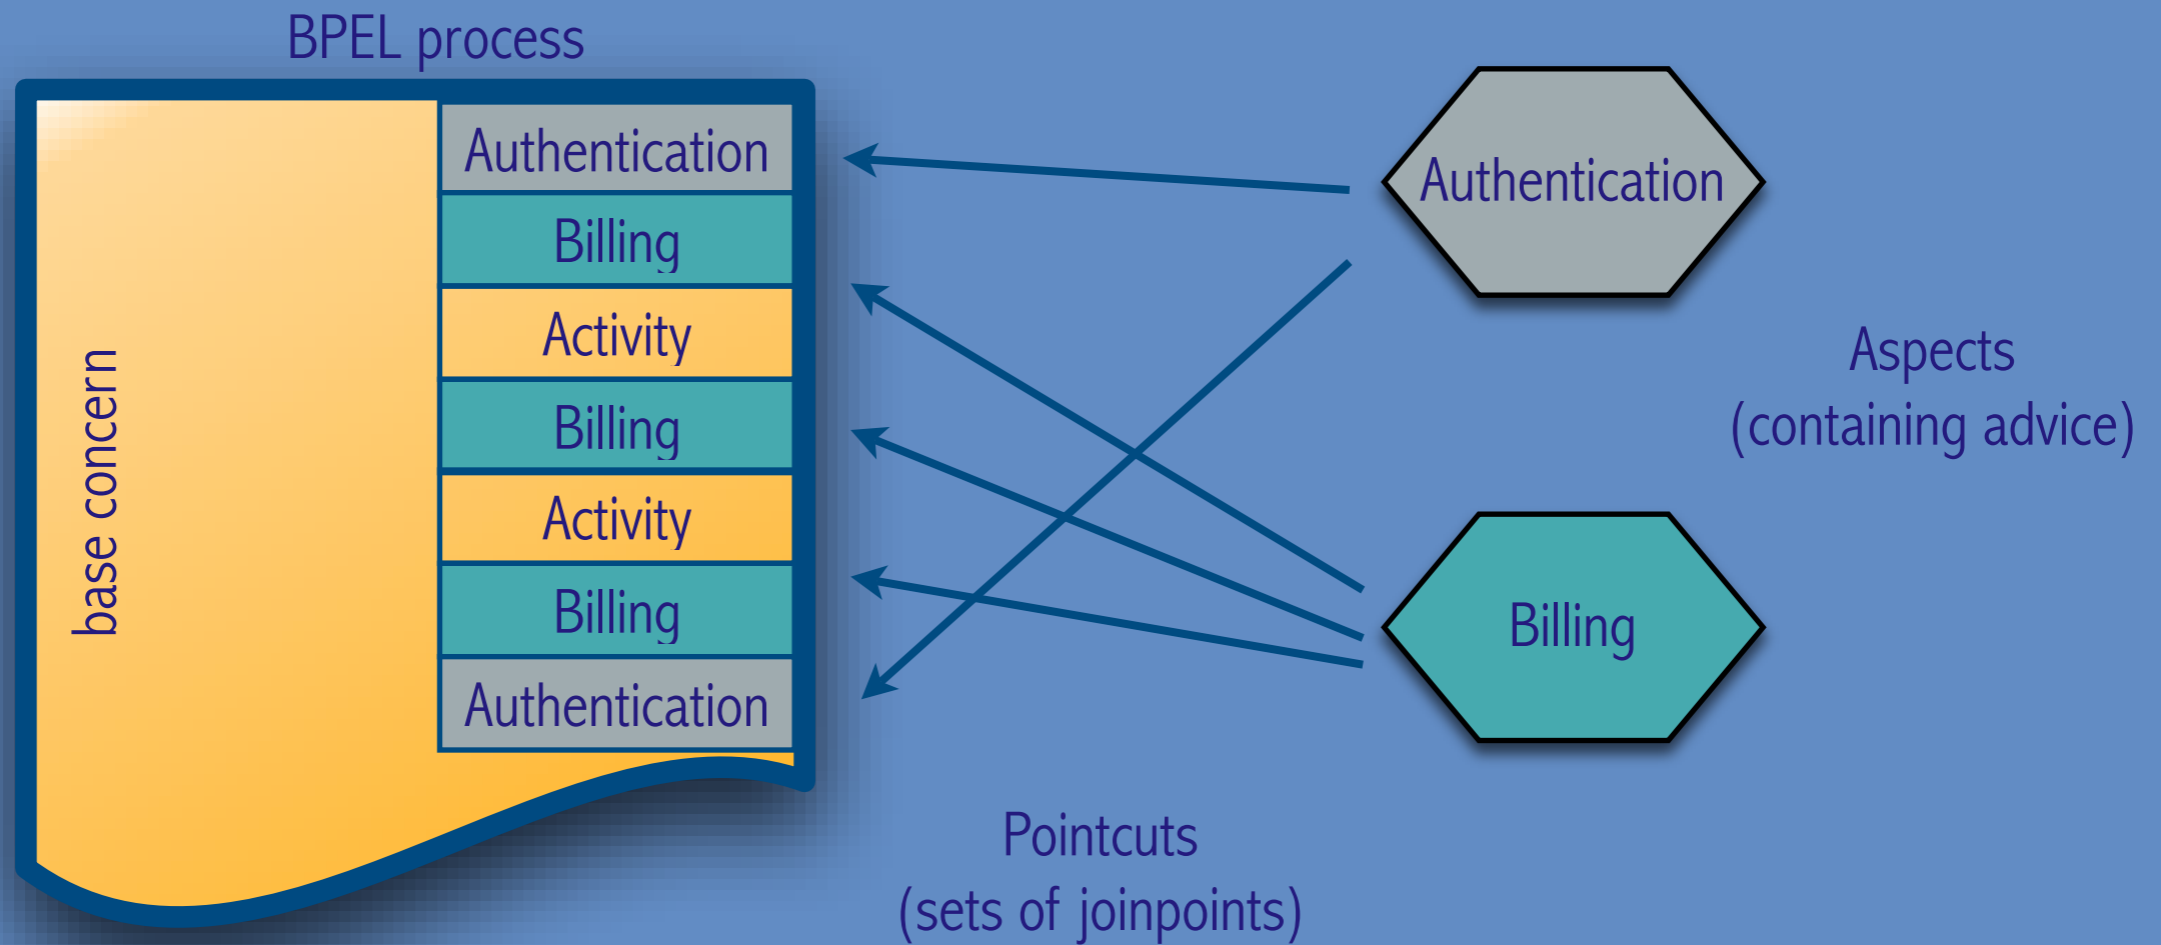 BPEL process
base concern
Authentication
Billing
Activity
Billing
Activity
Billing
Authentication
Authentication
Billing
Aspects
(containing advice)
Pointcuts
(sets of joinpoints)